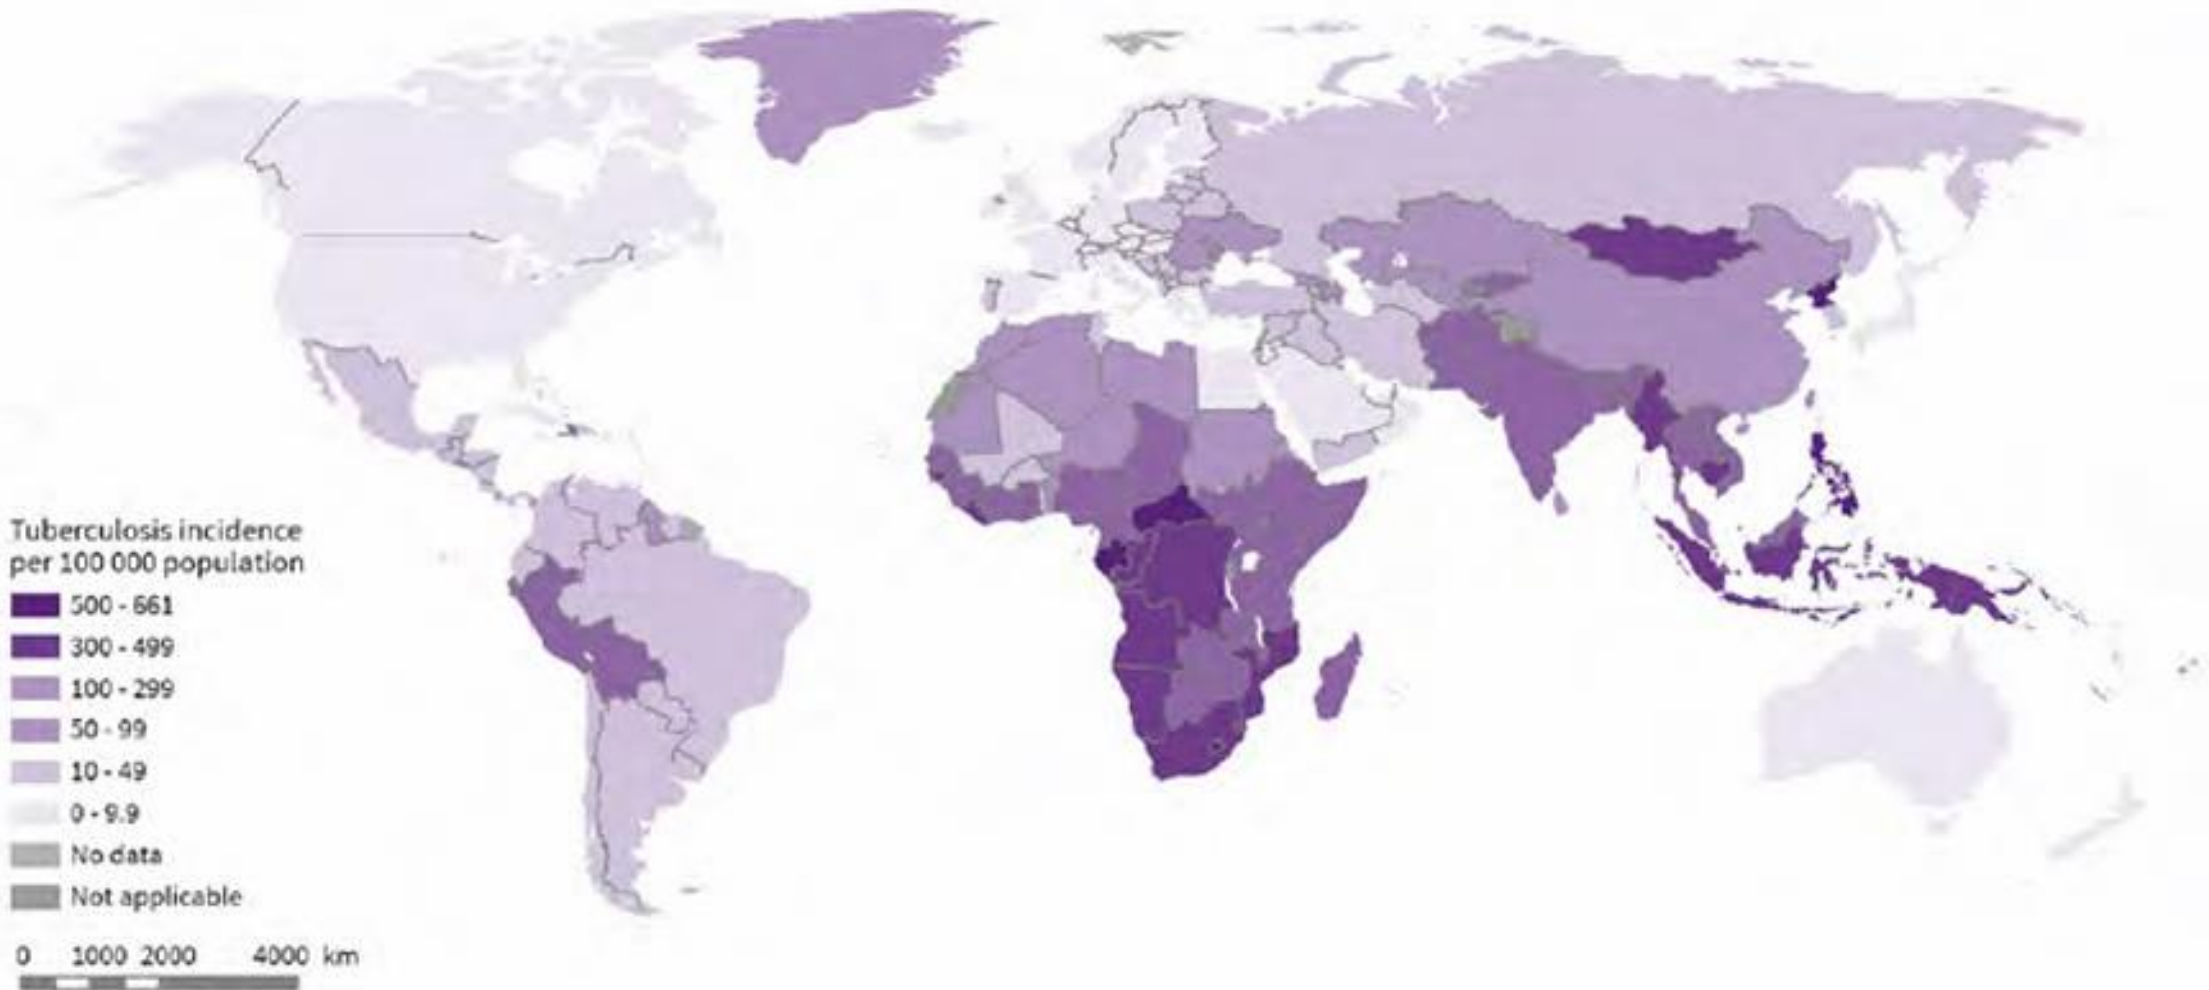 Tuberculosis incidence
per 100 000 population
500 - 661
300 - 499
100 - 299
50 - 99
10 - 49
0 - 9.9
No data
Not applicable
0 1000 2000 4000 km